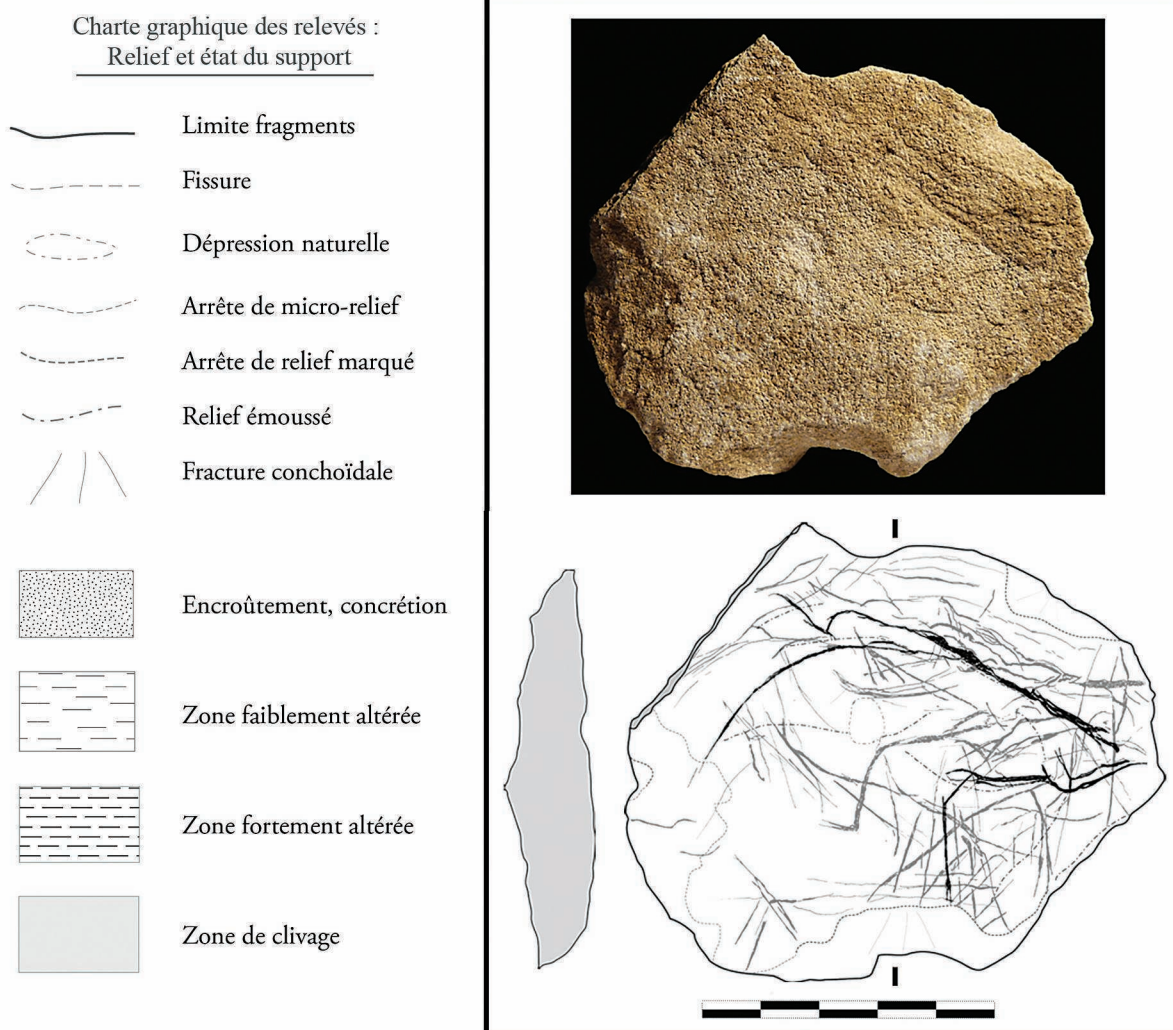 Charte graphique des relevés :
Relief et état du support
Limite fragments
Fissure
Dépression naturelle
Arrête de micro-relief
Arrête de relief marqué
Relief émoussé
Fracture conchoïdale
Encroûtement, concrétion
Zone faiblement altérée
Zone fortement altérée
Zone de clivage